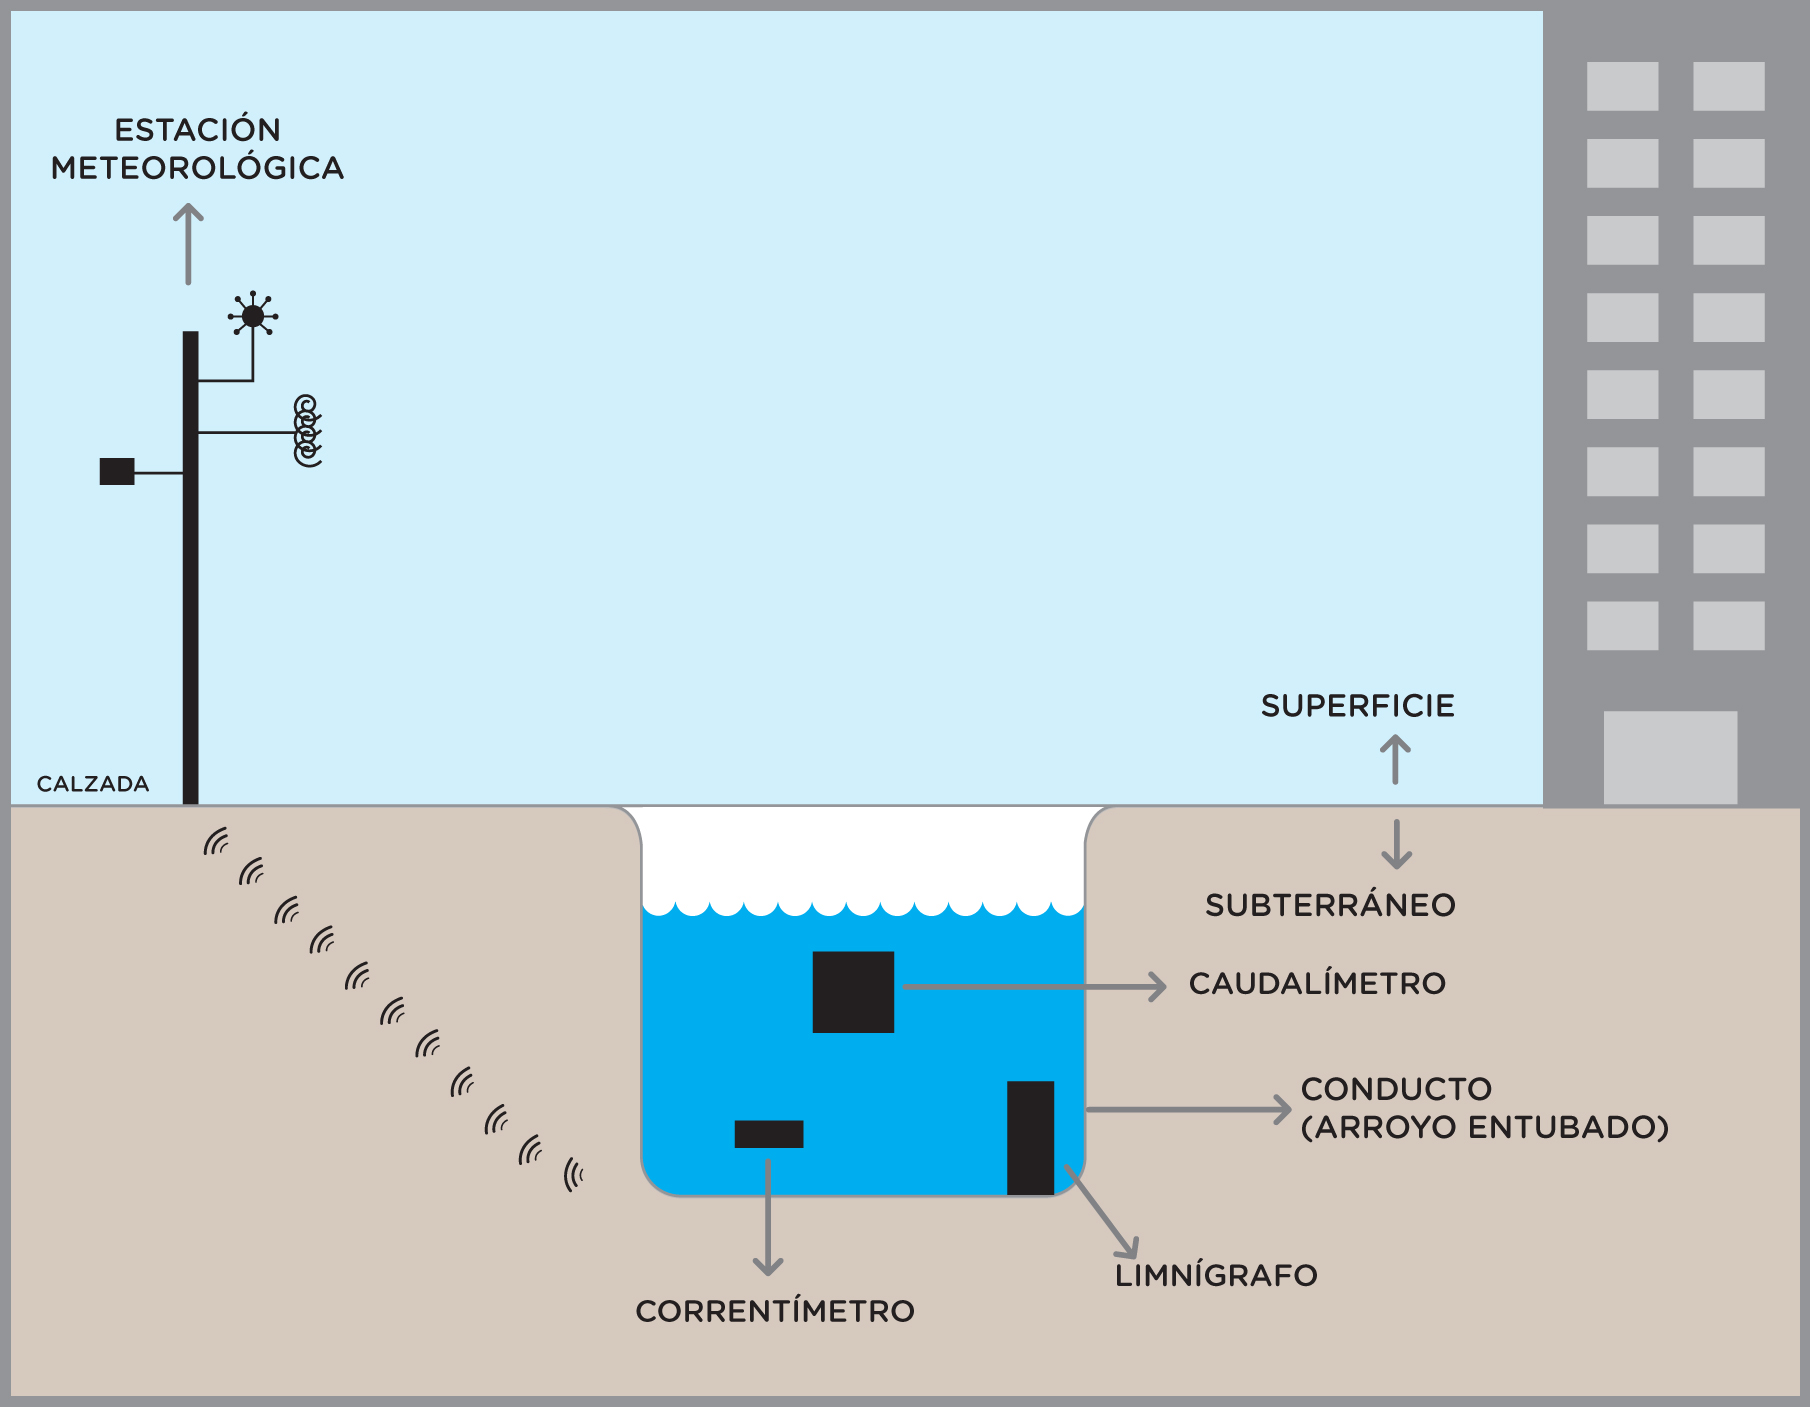 ESTACIÓN
METEOROLÓGICA
SUPERFICIE
CALZADA
SUBTERRÁNEO
CAUDALÍMETRO
CONDUCTO
(ARROYO ENTUBADO)
LIMNÍGRAFO
CORRENTÍMETRO